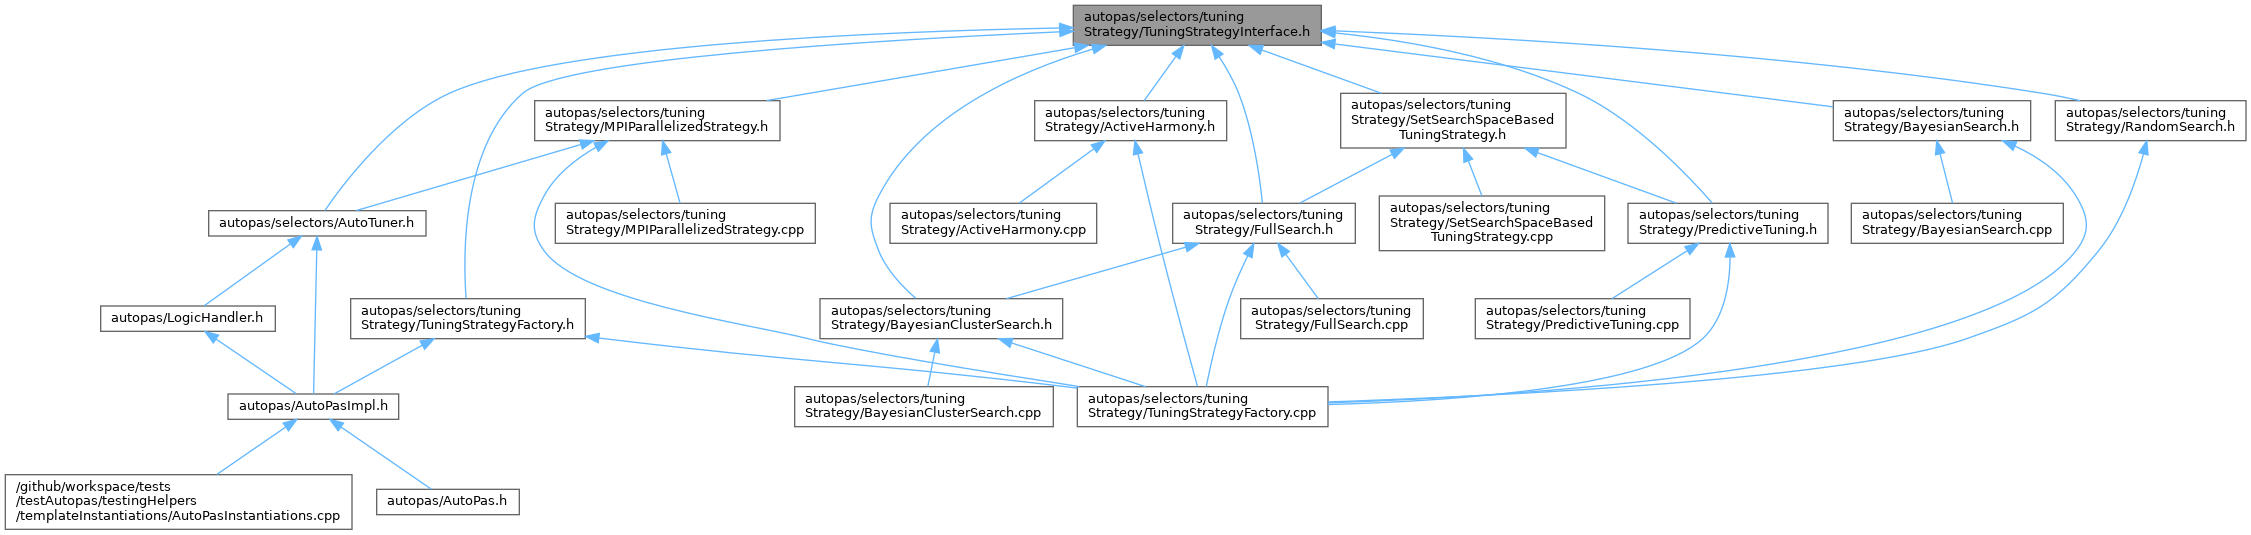 autopas/selectors/tuning
Strategy/TuningStrategyInterface.h
autopas/selectors/tuning
Strategy/MPIParallelizedStrategy.h
autopas/selectors/tuning
Strategy/ActiveHarmony.h
autopas/selectors/tuning
Strategy/SetSearchSpaceBased
TuningStrategy.h
autopas/selectors/tuning
Strategy/BayesianSearch.h
autopas/selectors/tuning
Strategy/RandomSearch.h
autopas/selectors/AutoTuner.h
autopas/selectors/tuning
Strategy/MPIParallelizedStrategy.cpp
autopas/selectors/tuning
Strategy/ActiveHarmony.cpp
autopas/selectors/tuning
Strategy/FullSearch.h
autopas/selectors/tuning
Strategy/SetSearchSpaceBased
TuningStrategy.cpp
autopas/selectors/tuning
Strategy/PredictiveTuning.h
autopas/selectors/tuning
Strategy/BayesianSearch.cpp
autopas/LogicHandler.h
autopas/selectors/tuning
Strategy/TuningStrategyFactory.h
autopas/selectors/tuning
Strategy/BayesianClusterSearch.h
autopas/selectors/tuning
Strategy/FullSearch.cpp
autopas/selectors/tuning
Strategy/PredictiveTuning.cpp
autopas/AutoPasImpl.h
autopas/selectors/tuning
Strategy/BayesianClusterSearch.cpp
autopas/selectors/tuning
Strategy/TuningStrategyFactory.cpp
/github/workspace/tests
/testAutopas/testingHelpers
/templateInstantiations/AutoPasInstantiations.cpp
autopas/AutoPas.h